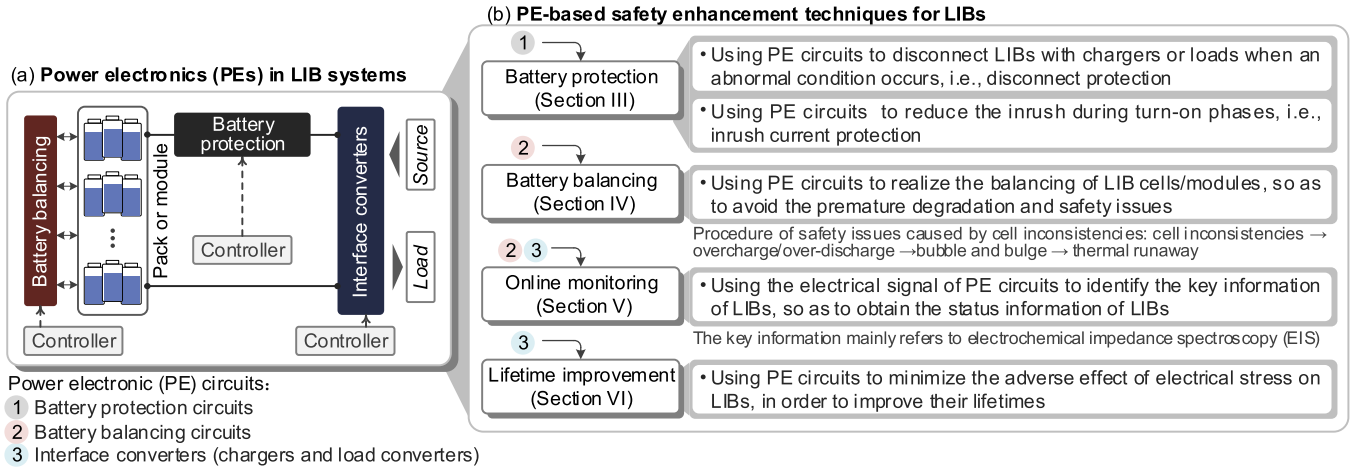 (a) Power electronics (PEs) in LIB systems
Battery balancing
Pack or module
Battery
protection
Interface converters
Source
Load
Controller
Controller
Controller
Power electronic (PE) circuits:
1 Battery protection circuits
2 Battery balancing circuits
3 Interface converters (chargers and load converters)
(b) PE-based safety enhancement techniques for LIBs
1
Battery protection
(Section III)
• Using PE circuits to disconnect LIBs with chargers or loads when an
abnormal condition occurs, i.e., disconnect protection
• Using PE circuits to reduce the inrush during turn-on phases, i.e.,
inrush current protection
2
Battery balancing
(Section IV)
• Using PE circuits to realize the balancing of LIB cells/modules, so as
to avoid the premature degradation and safety issues
Procedure of safety issues caused by cell inconsistencies: cell inconsistencies →
overcharge/over-discharge →bubble and bulge → thermal runaway
2 3
Online monitoring
(Section V)
• Using the electrical signal of PE circuits to identify the key information
of LIBs, so as to obtain the status information of LIBs
The key information mainly refers to electrochemical impedance spectroscopy (EIS)
3
Lifetime improvement
(Section VI)
• Using PE circuits to minimize the adverse effect of electrical stress on
LIBs, in order to improve their lifetimes